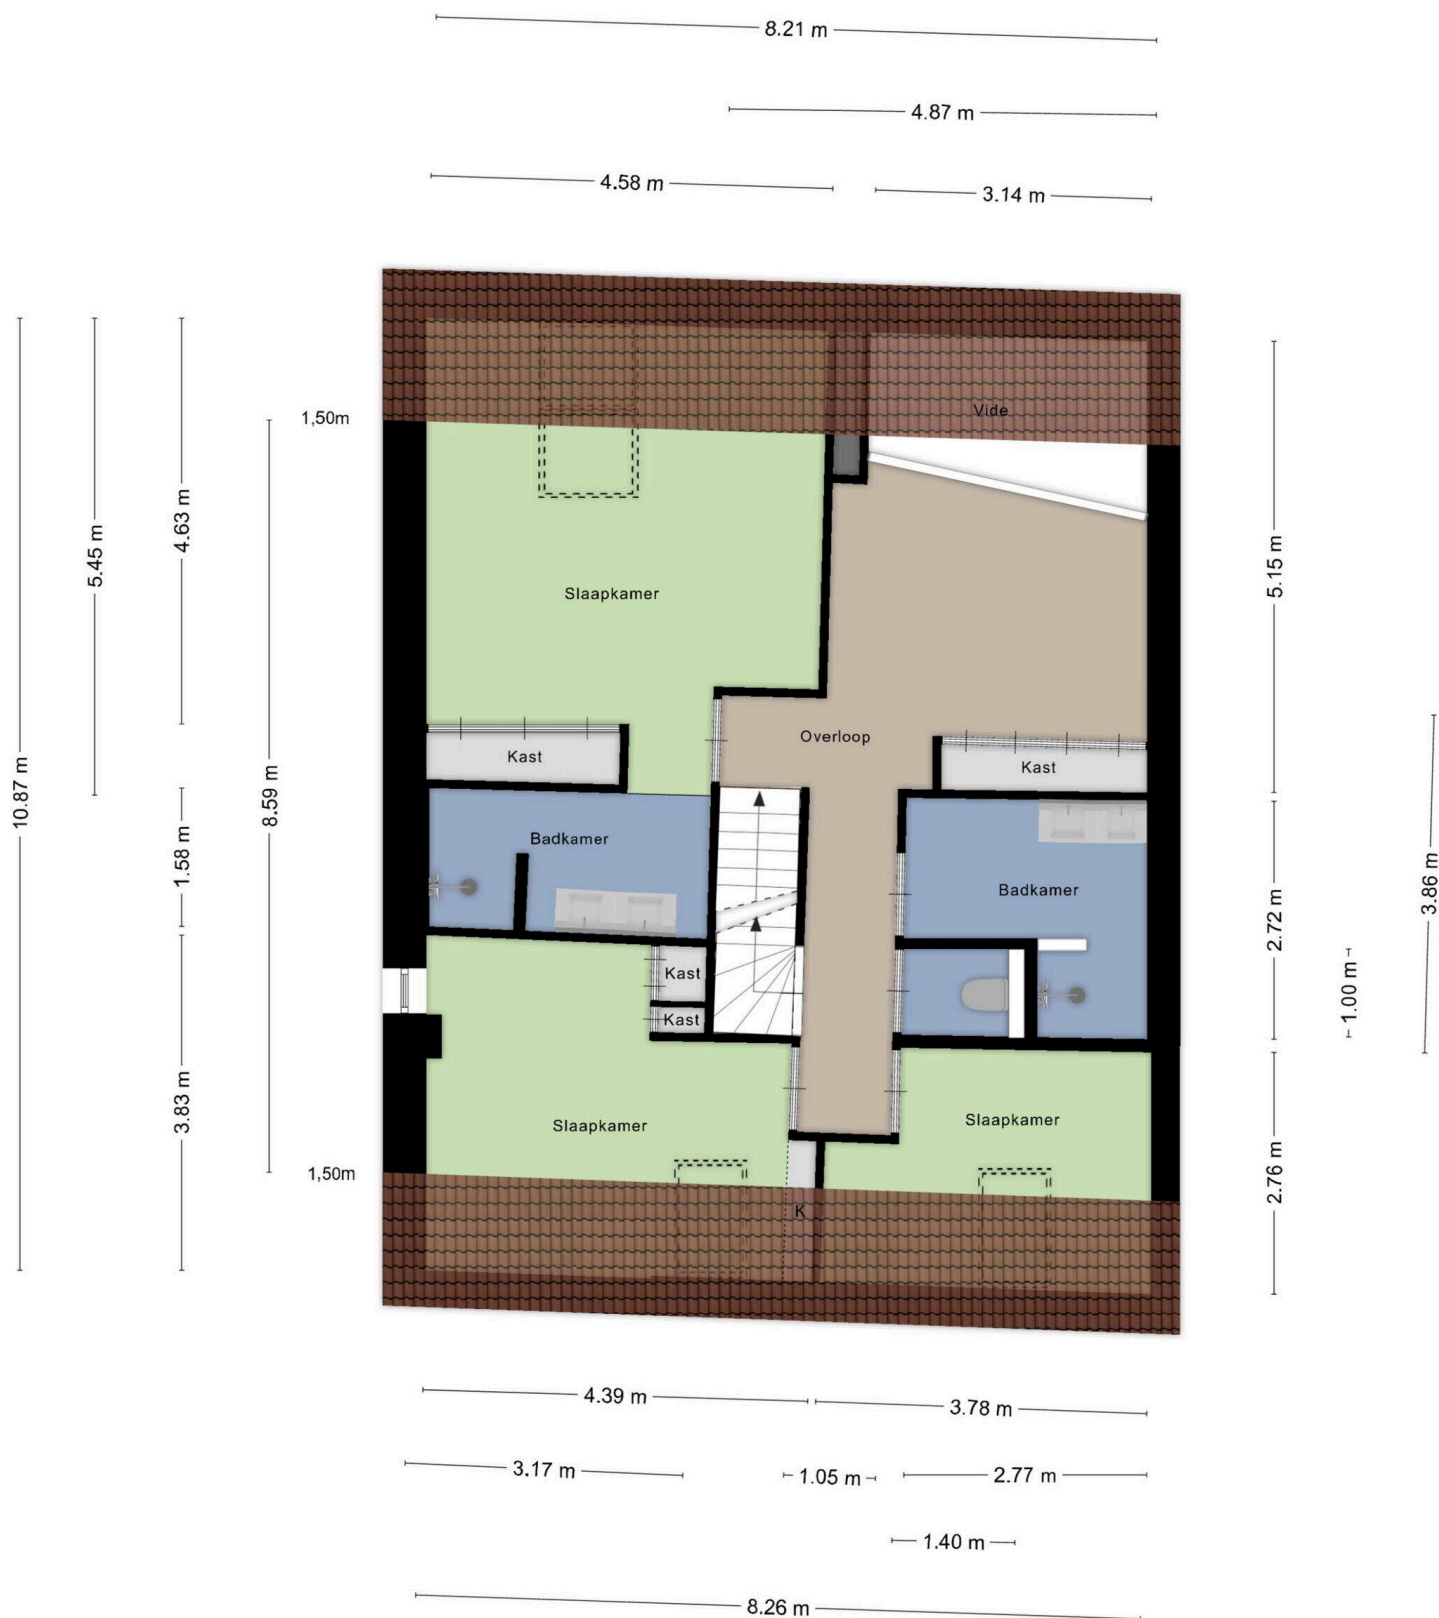 8.21 m
4.87 m
4.58 m
3.14 m
Vide
1,50m
4.63 m
5.45 m
5.15 m
Slaapkamer
Overloop
Kast
Kast
10.87 m
8.59 m
1.58 m
Badkamer
Badkamer
3.86 m
2.72 m
Kast
1.00 m
Kast
3.83 m
Slaapkamer
Slaapkamer
2.76 m
1,50m
K
4.39 m
3.78 m
3.17 m
1.05 m
2.77 m
1.40 m
8.26 m